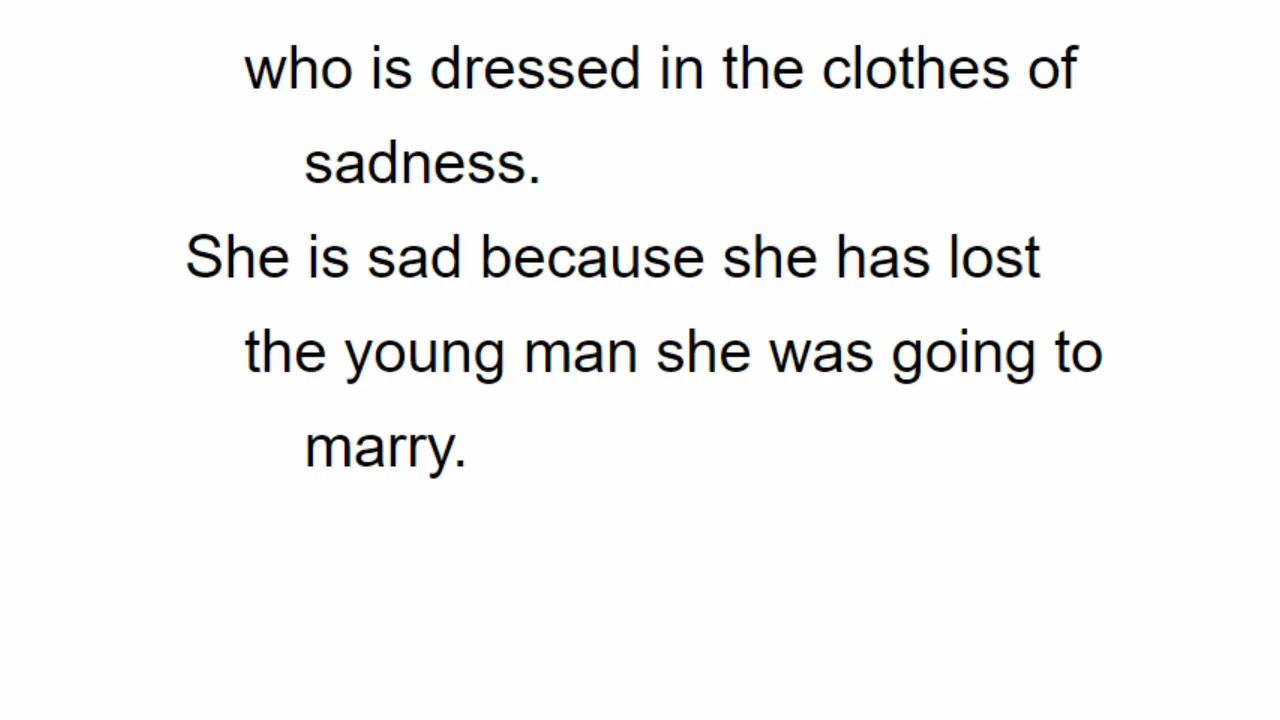 who is dressed in the clothes of
sadness.
She is sad because she has lost
the young man she was going to
marry.